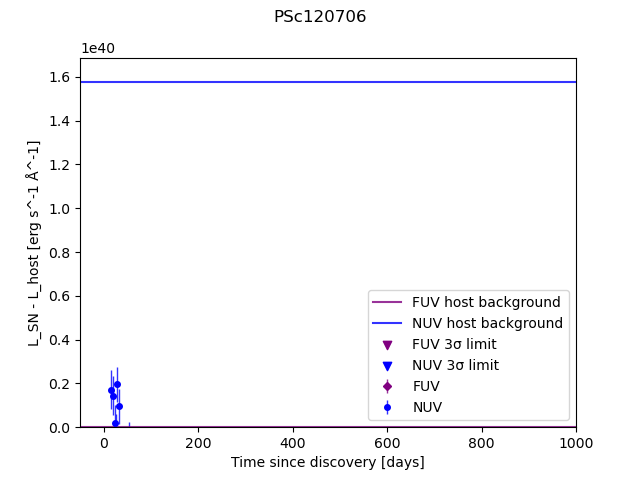 PSc120706
1e40
L_SN - L_host [erg s^-1 Å^-1]
1.6
1.4
1.2
1.0
0.8
0.6
0.4
0.2
0.0
FUV host background
NUV host background
FUV 3σ limit
NUV 3σ limit
FUV
NUV
0 200 400 600 800 1000
Time since discovery [days]